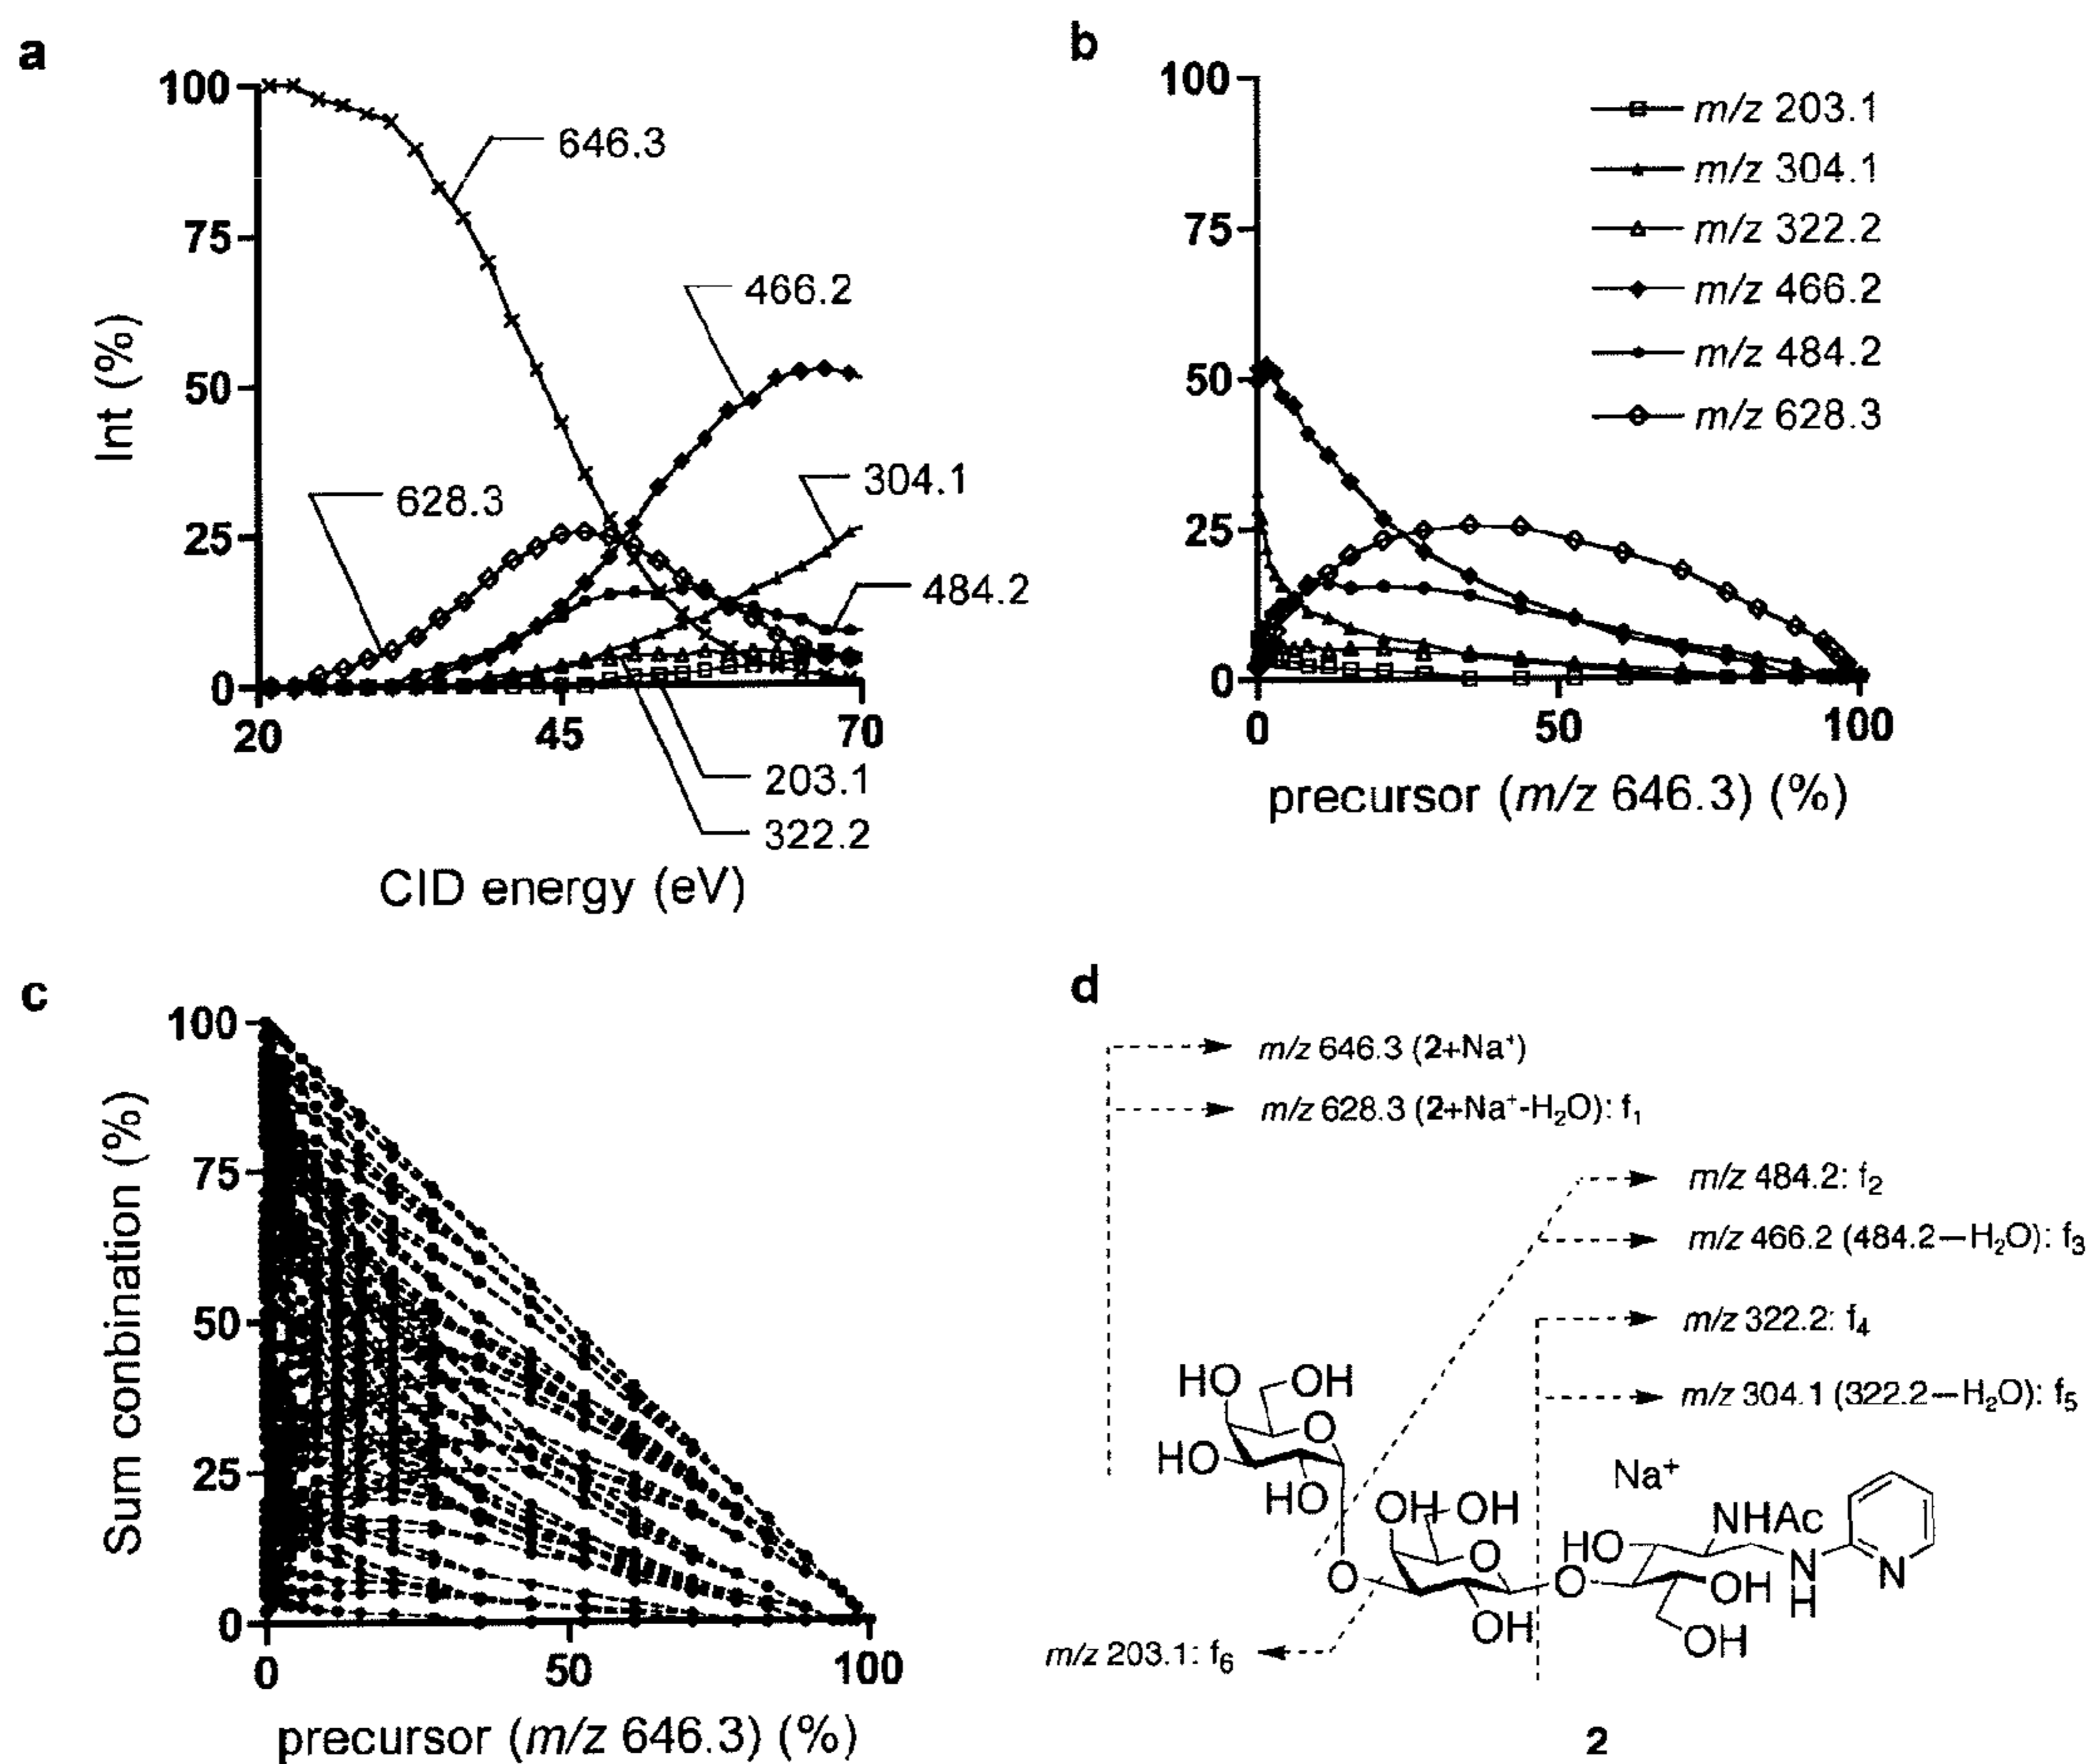 a
100
75
50
25
0
Int (%)
646.3
466.2
628.3
304.1
484.2
203.1
322.2
20
45
70
CID energy (eV)
b
100
75
50
25
0
m/z 203.1
m/z 304.1
m/z 322.2
m/z 466.2
m/z 484.2
m/z 628.3
0
50
100
precursor (m/z 646.3) (%)
c
100
75
50
25
0
Sum conbination (%)
0
50
100
precursor (m/z 646.3) (%)
d
m/z 646.3 (2+Na⁺)
m/z 628.3 (2+Na⁺-H₂O): f₁
m/z 484.2: f₂
m/z 466.2 (484.2–H₂O): f₃
m/z 322.2: f₄
m/z 304.1 (322.2–H₂O): f₅
HO
OH
O
HO
HO
OH
OH
O
O
OH
O
Na⁺
HO
NHAc
OH
N
H
N
OH
m/z 203.1: f₆
2